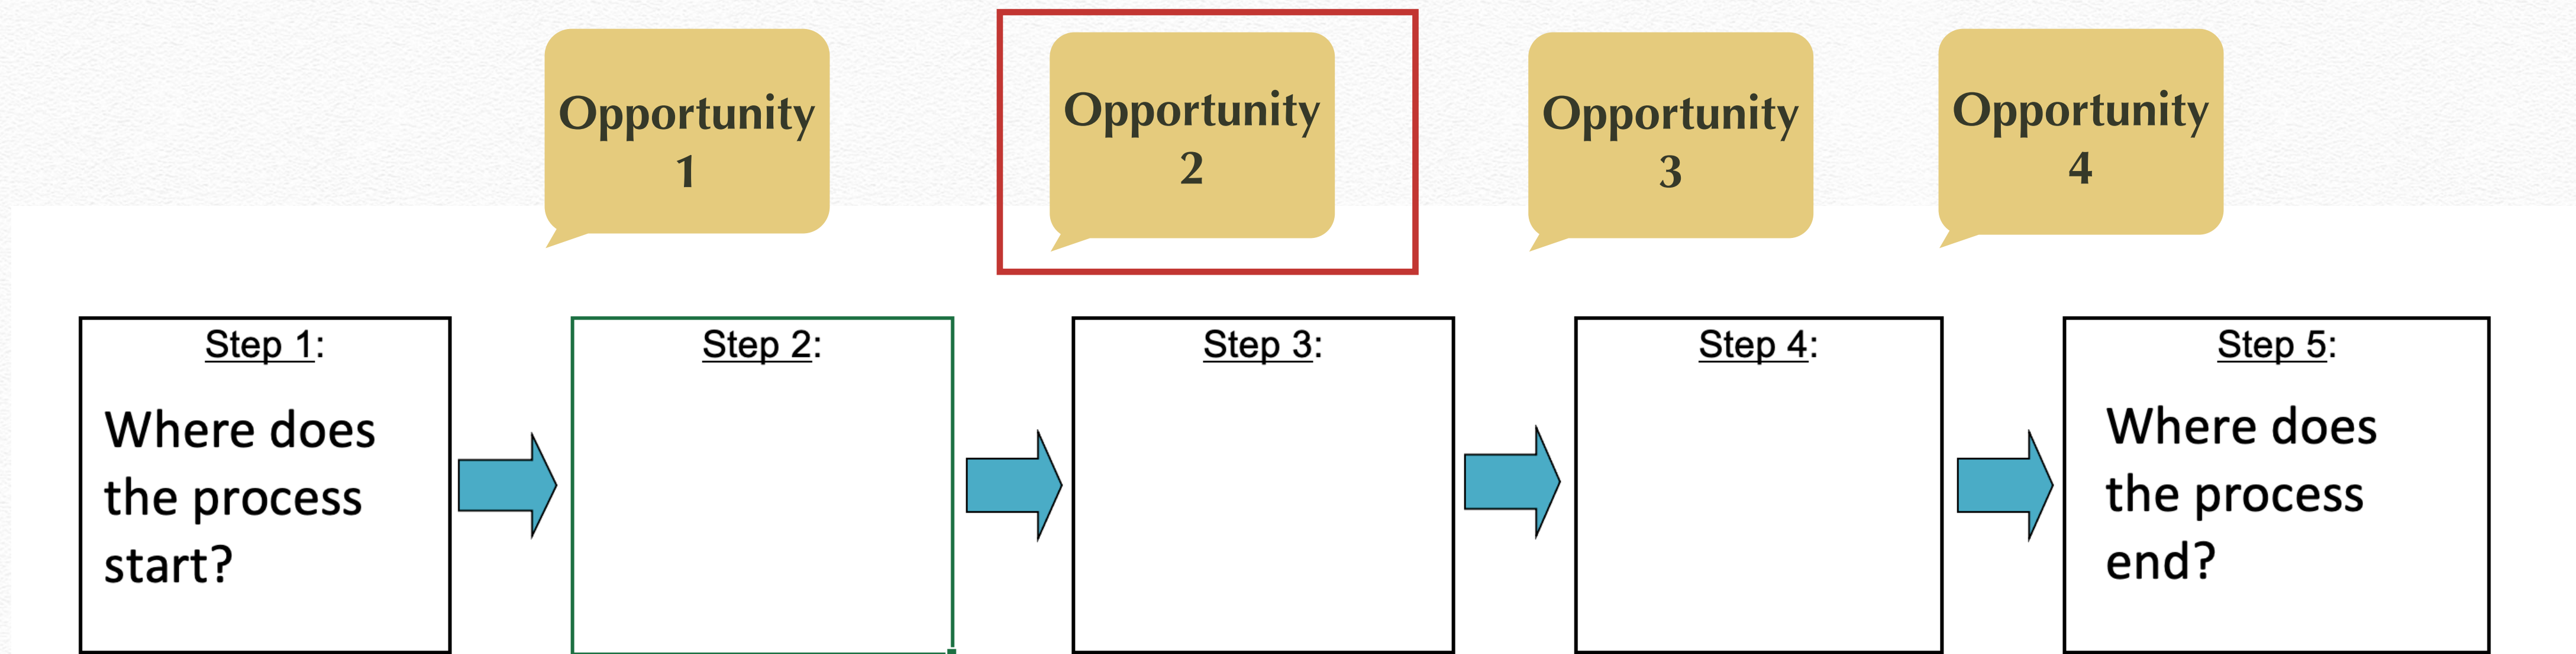 Opportunity
1
Opportunity
2
Opportunity
3
Opportunity
4
Step 1:
Where does
the process
start?
Step 2:
Step 3:
Step 4:
Step 5:
Where does
the process
end?